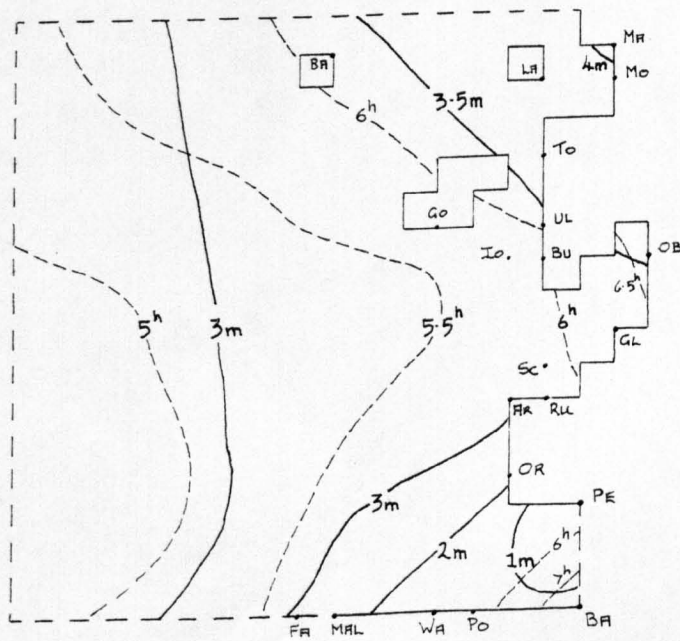 MA
BA
LA
4m
MO
3·5m
6ʰ
TO
GO
UL
IO.
BU
OB
6·5ʰ
5ʰ
3m
5·5ʰ
6ʰ
GL
SC
AR
RU
OR
3m
PE
2m
1m
6ʰ
7ʰ
FA
MAL
WA
PO
BA